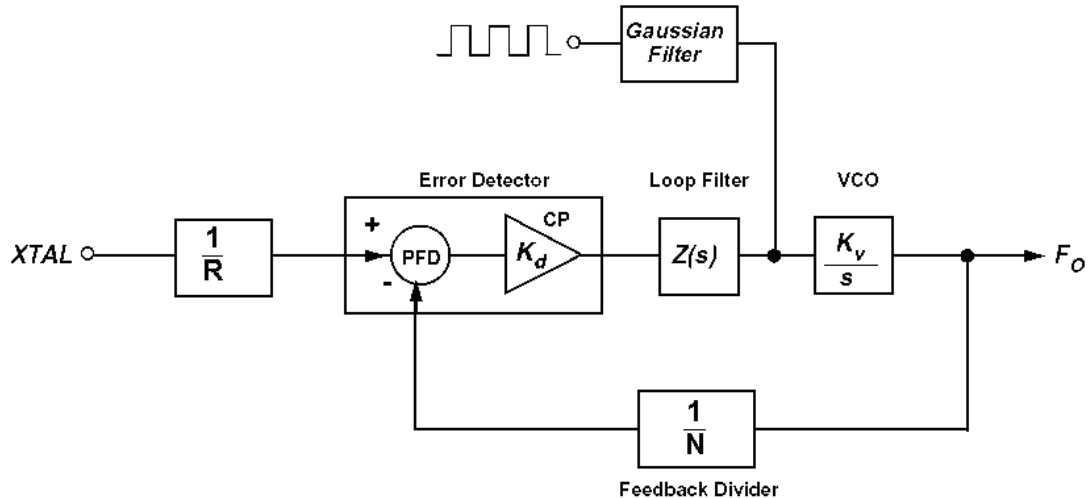 Gaussian
Filter
Error Detector
Loop Filter
VCO
XTAL
1
R
+
PFD
-
CP
K_d
Z(s)
K_v
s
F_O
1
N
Feedback Divider